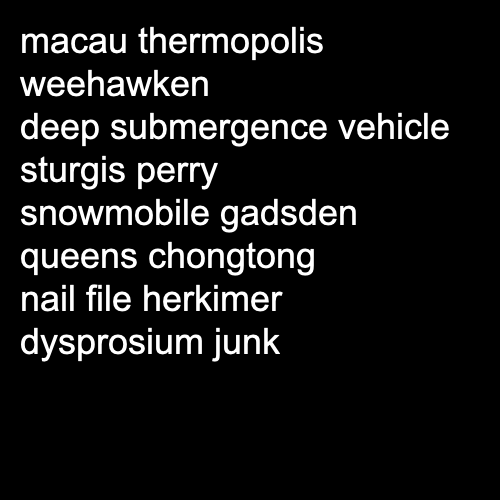 macau thermopolis
weehawken
deep submergence vehicle
sturgis perry
snowmobile gadsden
queens chongtong
nail file herkimer
dysprosium junk